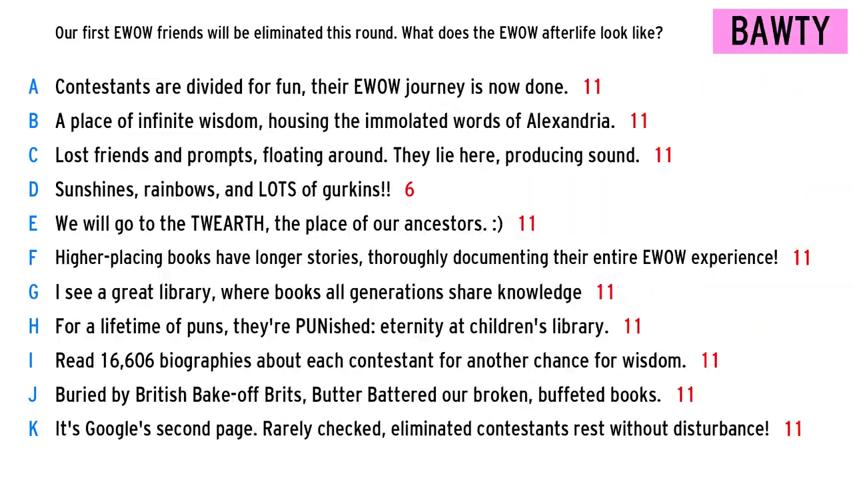 Our first EWOW friends will be eliminated this round. What does the EWOW afterlife look like?
BAWTY
A Contestants are divided for fun, their EWOW journey is now done. 11
B A place of infinite wisdom, housing the immolated words of Alexandria. 11
C Lost friends and prompts, floating around. They lie here, producing sound. 11
D Sunshines, rainbows, and LOTS of gurkins!! 6
E We will go to the TWEARTH, the place of our ancestors. :) 11
F Higher-placing books have longer stories, thoroughly documenting their entire EWOW experience! 11
G I see a great library, where books all generations share knowledge 11
H For a lifetime of puns, they're PUNished: eternity at children's library. 11
I Read 16,606 biographies about each contestant for another chance for wisdom. 11
J Buried by British Bake-off Brits, Butter Battered our broken, buffeted books. 11
K It's Google's second page. Rarely checked, eliminated contestants rest without disturbance! 11